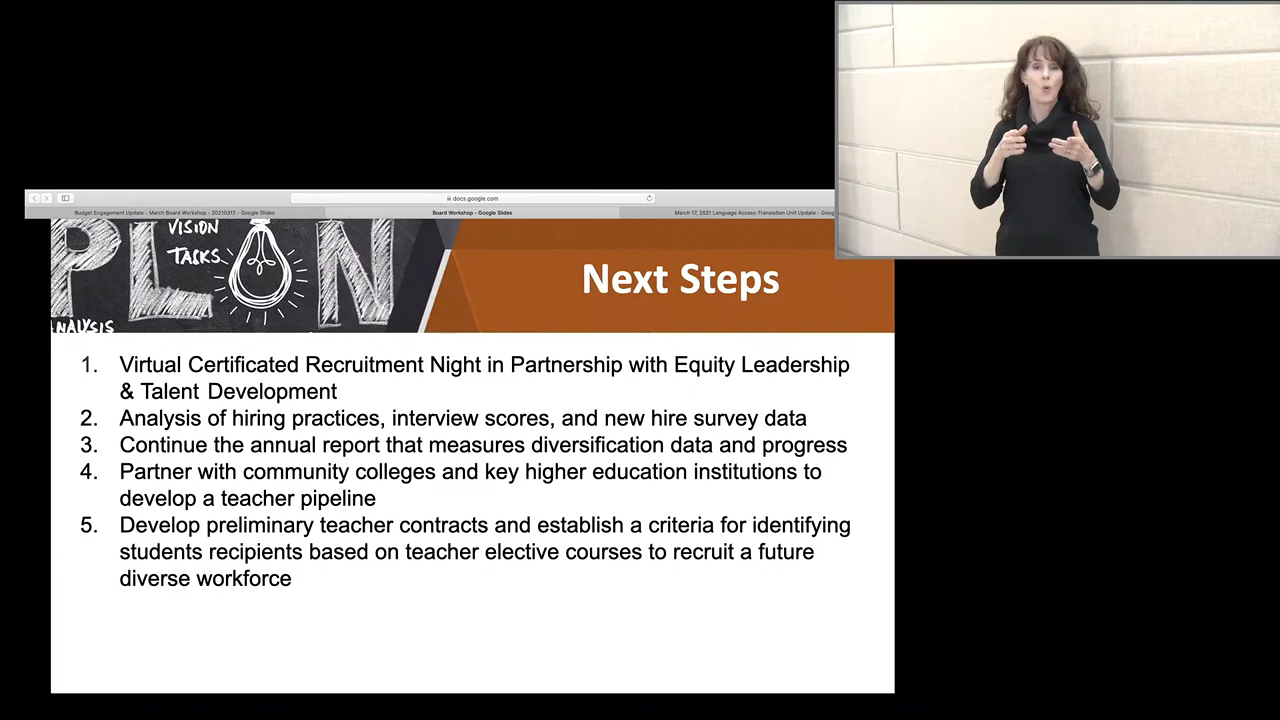 docs.google.com
Budget Engagement Update - March Board Workshop - 20210317 - Google Slides
Board Workshop - Google Slides
March 17, 2021 Language Access-Translation Unit Update - Goog
PLAN
VISION
TASKS
ANALYSIS
Next Steps
1. Virtual Certificated Recruitment Night in Partnership with Equity Leadership
& Talent Development
2. Analysis of hiring practices, interview scores, and new hire survey data
3. Continue the annual report that measures diversification data and progress
4. Partner with community colleges and key higher education institutions to
develop a teacher pipeline
5. Develop preliminary teacher contracts and establish a criteria for identifying
students recipients based on teacher elective courses to recruit a future
diverse workforce